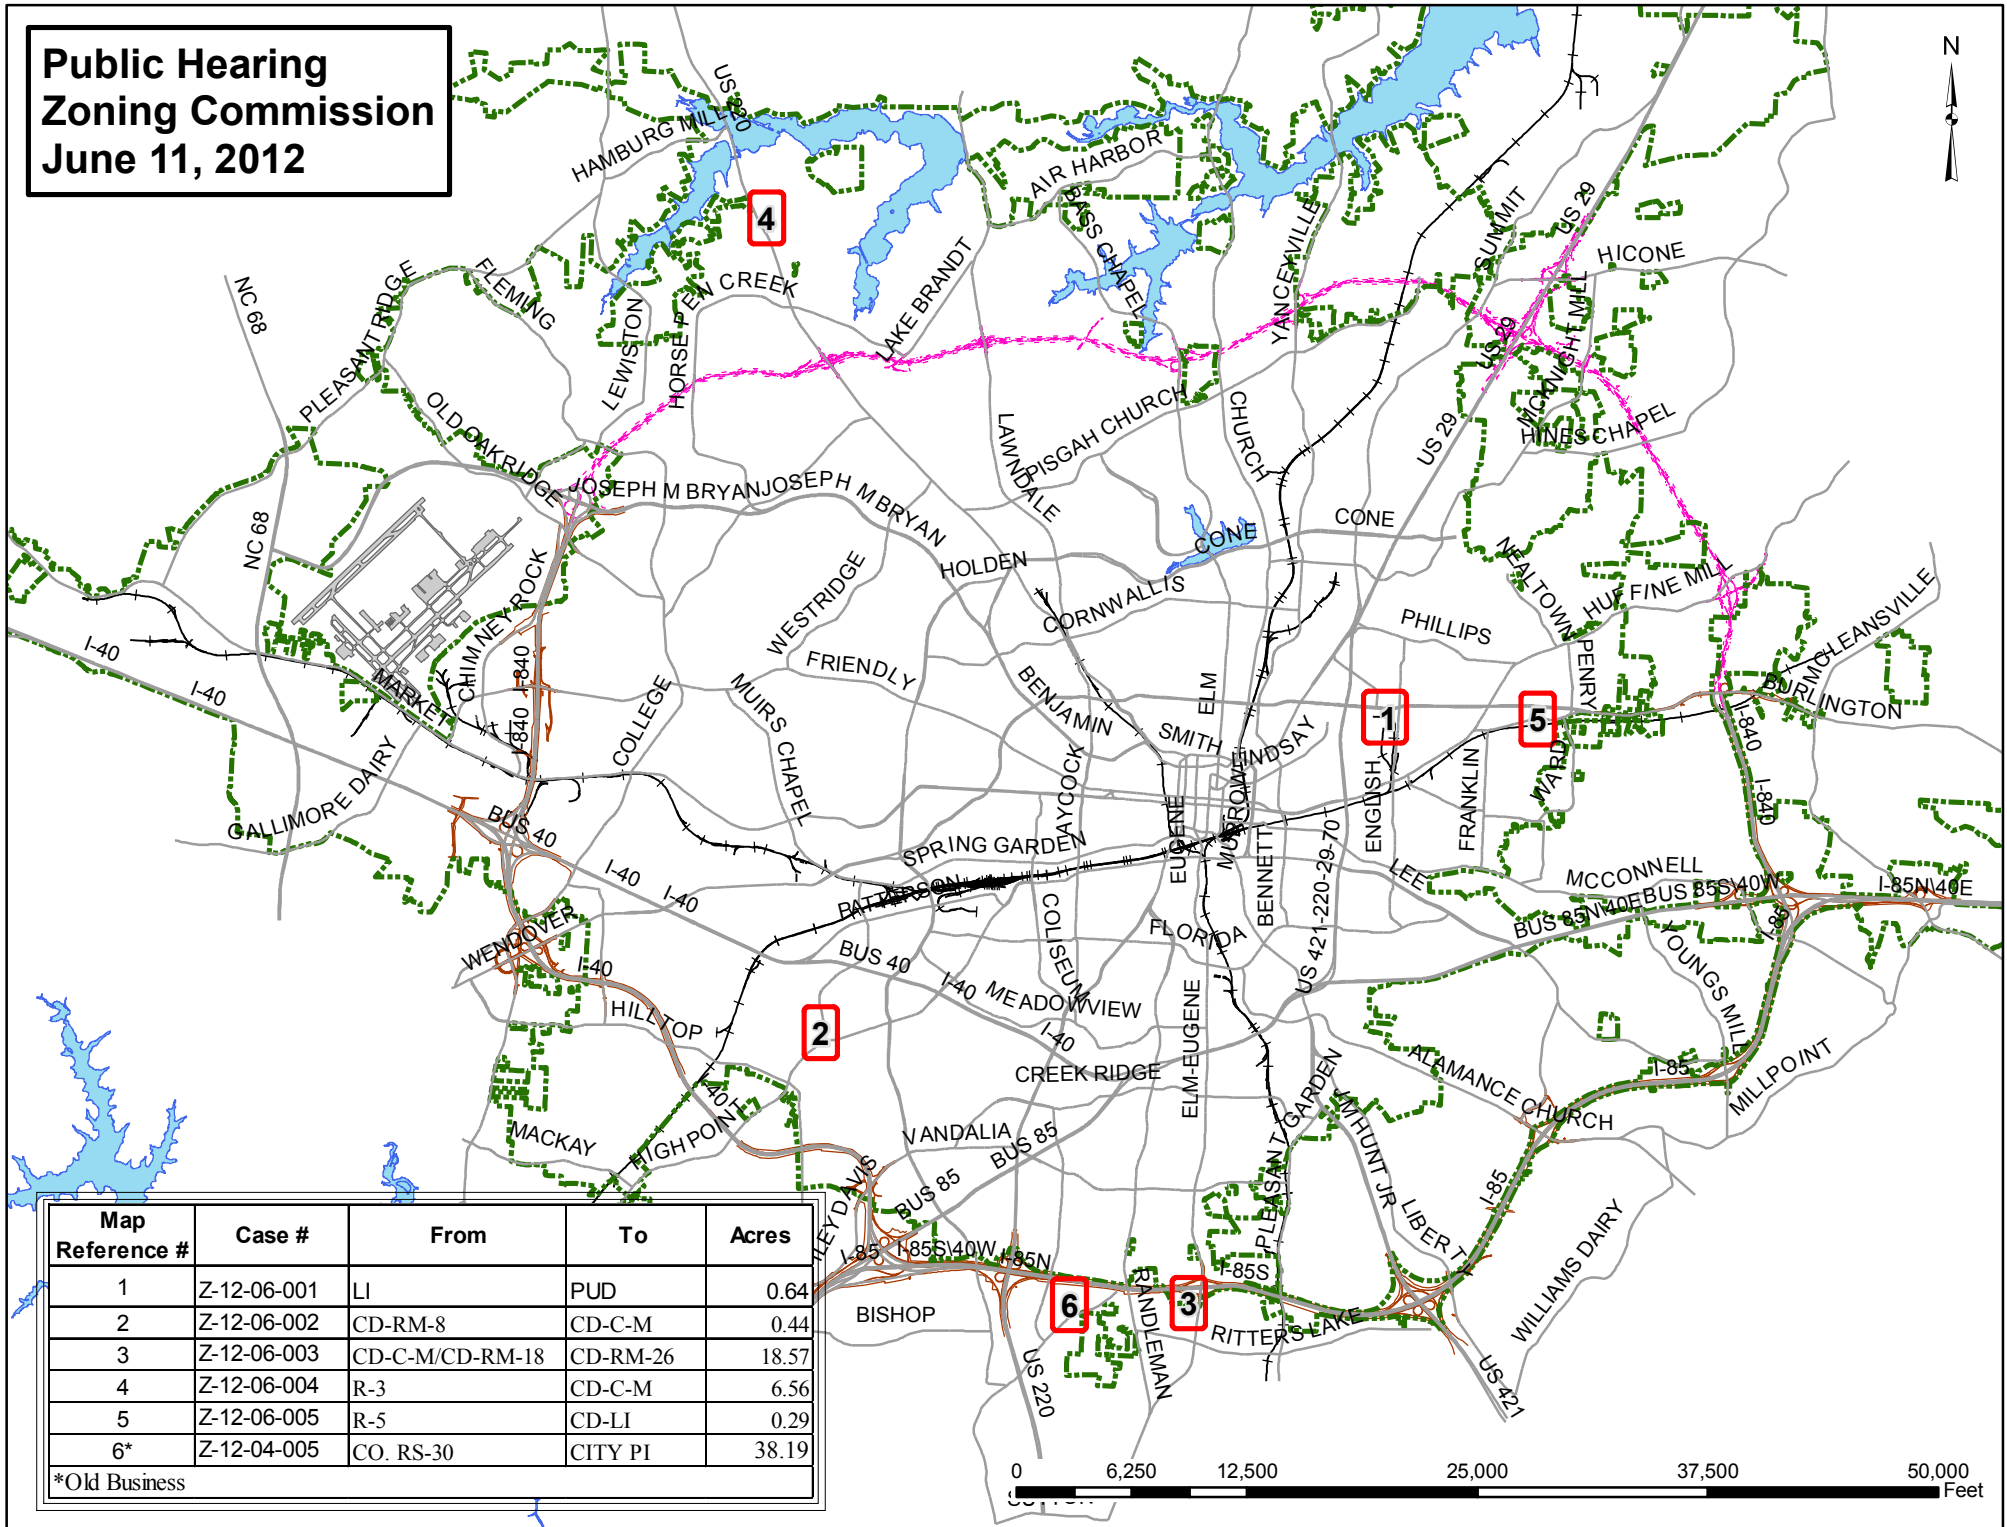 Public Hearing
Zoning Commission
June 11, 2012
N
US 220
HAMBURG MILL
4
AIR HARBOR
BASS CHAPEL
YANCEYVILLE
SUMMIT
US 29
HICONE
NC 68
PLEASANTRIDGE
FLEMING
LEWISTON
HORSE PEN CREEK
LAKE BRANDT
US 29
MCKNIGHT MILL
HINES CHAPEL
OLD OAKRIDGE
JOSEPH M BRYAN
JOSEPH M BRYAN
LAWNDALE
PISGAH CHURCH
CHURCH
US 29
NC 68
CHIMNEY ROCK
WESTRIDGE
HOLDEN
CORNWALLIS
CONE
CONE
NEALTOWN
HUFFINE MILL
MCLEANSVILLE
PHILLIPS
PENRY
I-40
I-40
MARKET
I-840
I-840
COLLEGE
FRIENDLY
MUIRS CHAPEL
BENJAMIN
ELM
SMITH
LINDSAY
1
5
BURLINGTON
I-840
I-840
GALLIMORE DAIRY
BUS 40
AYCOCK
EUGENE
MURROW
BENNETT
ENGLISH
FRANKLIN
WARD
SPRING GARDEN
PATTERSON
I-40
I-40
LEE
MCCONNELL
BUS 85N\40E
BUS 85S\40W
I-85N\40E
I-85
WENDOVER
I-40
COLISEUM
FLORIDA
US 421-220-29-70
YOUNGS MILL
BUS 40
I-40
MEADOWVIEW
I-40
HILLTOP
2
CREEK RIDGE
ELM-EUGENE
PLEASANT GARDEN
ALAMANCE CHURCH
I-85
MILLPOINT
I-40
HIGH POINT
MACKAY
VANDALIA
BUS 85
BUS 85
LIBERTY
I-85
WILLIAMS DAIRY
I-85
I-85S\40W
I-85N
I-85S
BISHOP
6
RANDLEMAN
3
RITTERS LAKE
US 220
US 421
Map Reference # Case # From To Acres
1 Z-12-06-001 LI PUD 0.64
2 Z-12-06-002 CD-RM-8 CD-C-M 0.44
3 Z-12-06-003 CD-C-M/CD-RM-18 CD-RM-26 18.57
4 Z-12-06-004 R-3 CD-C-M 6.56
5 Z-12-06-005 R-5 CD-LI 0.29
6* Z-12-04-005 CO. RS-30 CITY PI 38.19
*Old Business
0 6,250 12,500 25,000 37,500 50,000
Feet